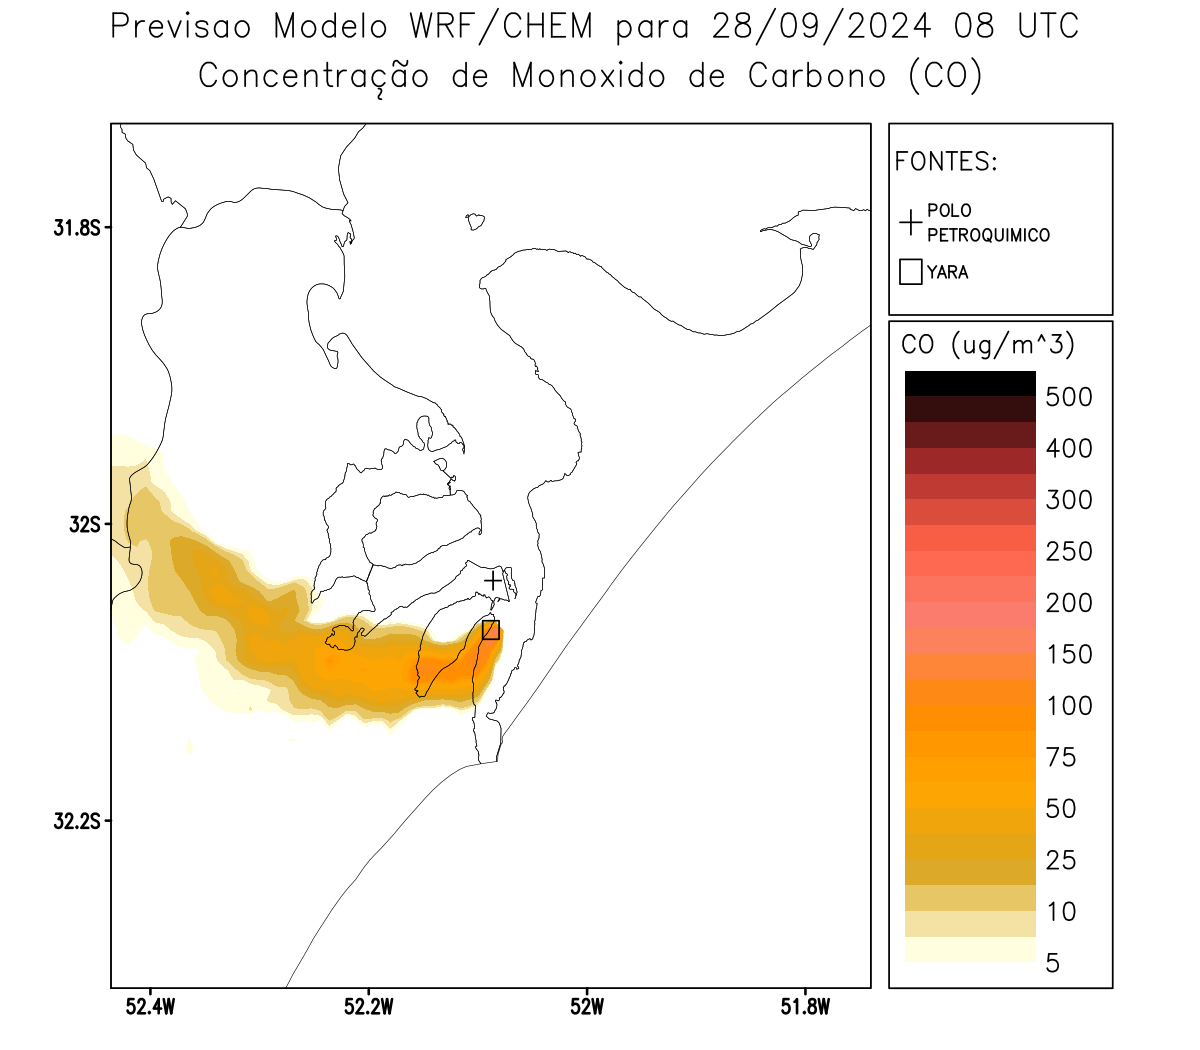 Previsao Modelo WRF/CHEM para 28/09/2024 08 UTC
Concentração de Monoxido de Carbono (CO)
FONTES:
POLO
PETROQUIMICO
YARA
CO (ug/m^3)
500
400
300
250
200
150
100
75
50
25
10
5
31.8S
32S
32.2S
52.4W
52.2W
52W
51.8W